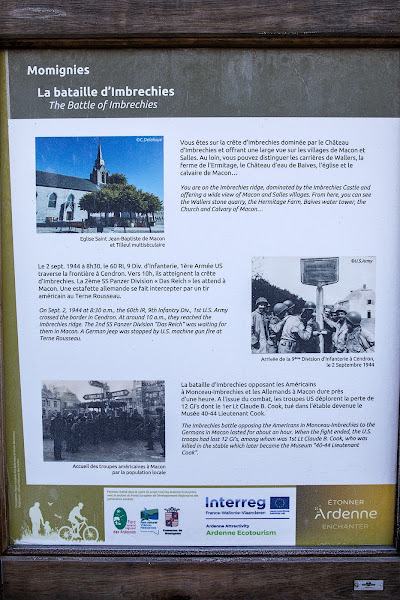 Momignies
La bataille d'Imbrechies
The Battle of Imbrechies
©C.Delahaye
Eglise Saint Jean-Baptiste de Macon
et Tilleul multiséculaire
Vous êtes sur la crête d'Imbrechies dominée par le Château
d'Imbrechies et offrant une large vue sur les villages de Macon et
Salles. Au loin, vous pouvez distinguer les carrières de Wallers, la
ferme de l'Ermitage, le Château d'eau de Baives, l'église et le
calvaire de Macon…
You are on the Imbrechies ridge, dominated by the Imbrechies Castle and
offering a wide view of Macon and Salles villages. From here, you can see
the Wallers stone quarry, the Hermitage Farm, Baives water tower, the
Church and Calvary of Macon…
Le 2 sept. 1944 à 8h30, le 60 RI, 9 Div. d'Infanterie, 1ère Armée US
traverse la frontière à Cendron. Vers 10h, ils atteignent la crête
d'Imbrechies. La 2ème SS Panzer Division « Das Reich » les attend à
Macon. Une estafette allemande se fait intercepter par un tir
américain au Terne Rousseau.
On Sept. 2, 1944 at 8:30 a.m., the 60th IR, 9th Infantry Div., 1st U.S. Army
crossed the border in Cendron. At around 10 a.m., they reached the
Imbrechies ridge. The 2nd SS Panzer Division "Das Reich" was waiting for
them in Macon. A German jeep was stopped by U.S. machine gun fire at
Terne Rousseau.
©US.Army
Arrivée de la 9ème Division d'Infanterie à Cendron,
le 2 Septembre 1944
Accueil des troupes américaines à Macon
par la population locale
La bataille d'Imbrechies opposant les Américains
à Monceau-Imbrechies et les Allemands à Macon dure près
d'une heure. A l'issue du combat, les troupes US déplorent la perte de
12 GI's dont le 1er Lt Claude B. Cook, tué dans l'étable devenue le
Musée 40-44 Lieutenant Cook.
The Imbrechies battle opposing the Americans in Monceau-Imbrechies to the
Germans in Macon lasted for about an hour. When the fight ended, the U.S.
troops had lost 12 GI's, among whom was 1st Lt Claude B. Cook, who was
killed in the stable which later became the Museum "40-44 Lieutenant
Cook".
Interreg
France-Wallonie-Vlaanderen
Ardenne Attractivity
Ardenne Ecotourism
ÉTONNER
Ardenne
ENCHANTER